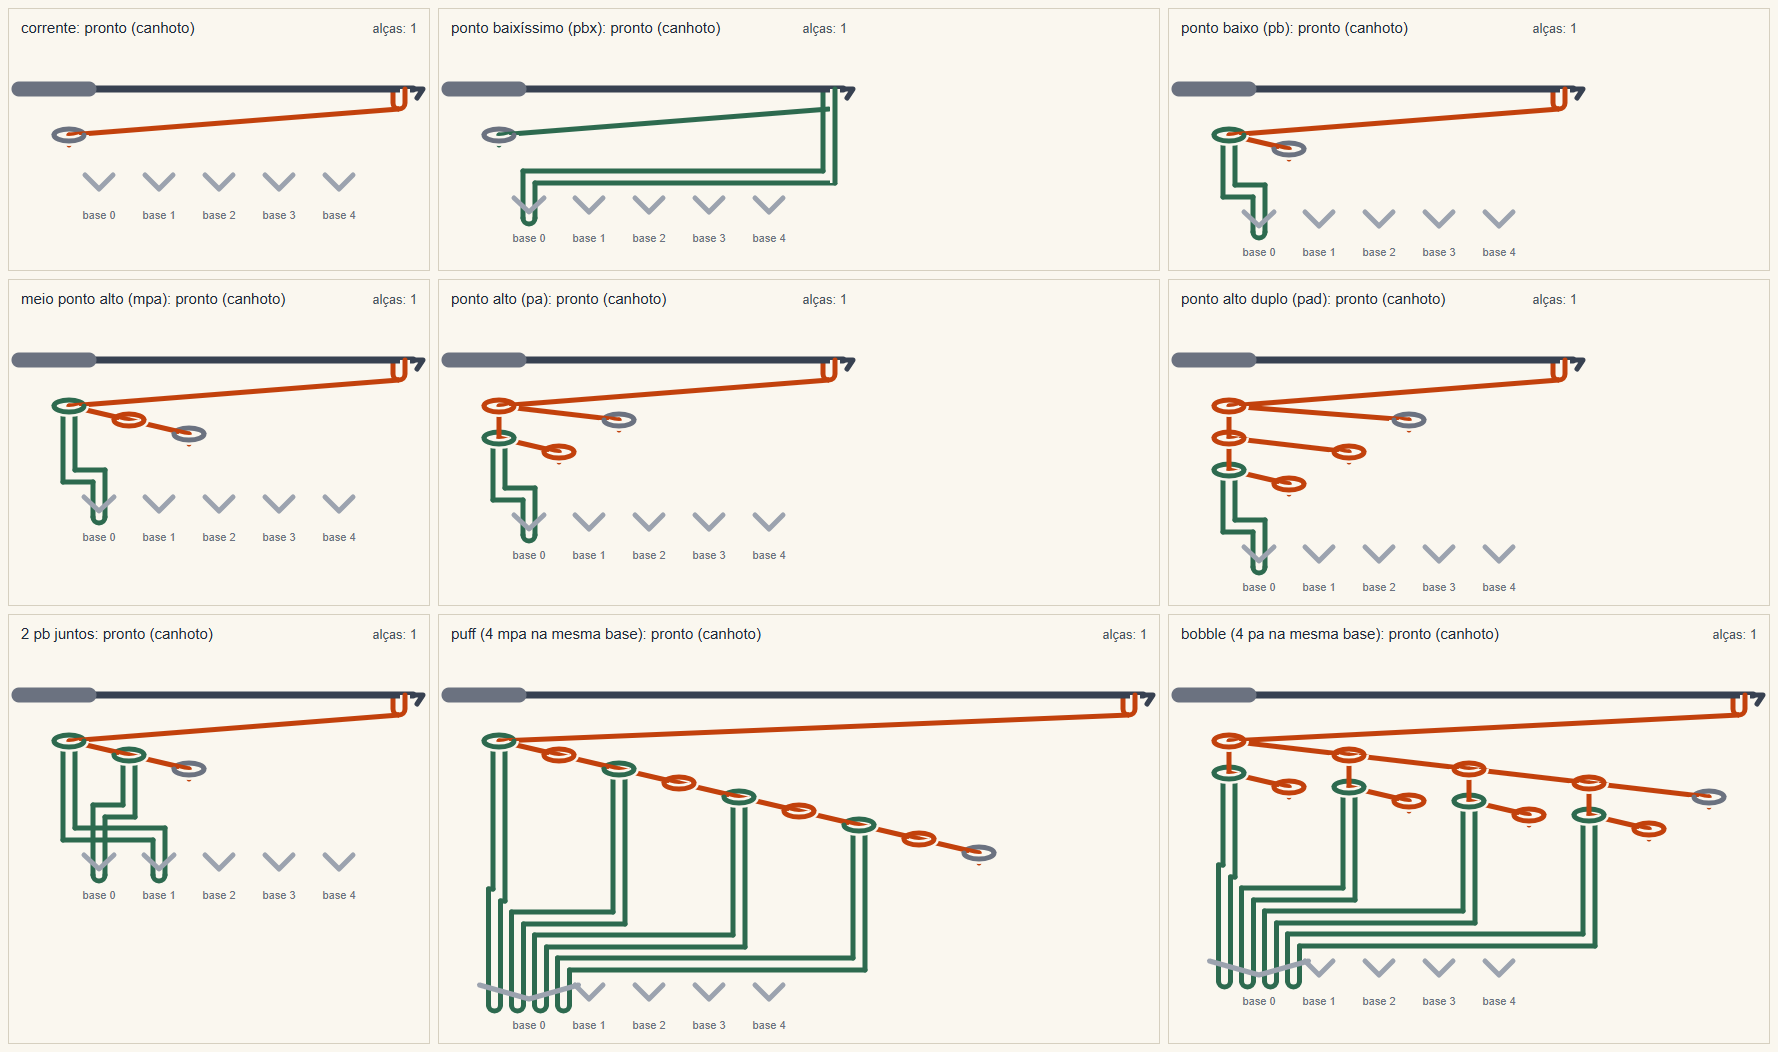 corrente: pronto (canhoto) alças: 1
base 0 base 1 base 2 base 3 base 4
ponto baixíssimo (pbx): pronto (canhoto) alças: 1
base 0 base 1 base 2 base 3 base 4
ponto baixo (pb): pronto (canhoto) alças: 1
base 0 base 1 base 2 base 3 base 4
meio ponto alto (mpa): pronto (canhoto) alças: 1
base 0 base 1 base 2 base 3 base 4
ponto alto (pa): pronto (canhoto) alças: 1
base 0 base 1 base 2 base 3 base 4
ponto alto duplo (pad): pronto (canhoto) alças: 1
base 0 base 1 base 2 base 3 base 4
2 pb juntos: pronto (canhoto) alças: 1
base 0 base 1 base 2 base 3 base 4
puff (4 mpa na mesma base): pronto (canhoto) alças: 1
base 0 base 1 base 2 base 3 base 4
bobble (4 pa na mesma base): pronto (canhoto) alças: 1
base 0 base 1 base 2 base 3 base 4